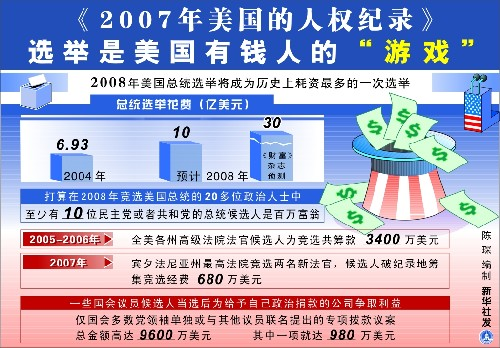 《2007年美国的人权纪录》
选举是美国有钱人的“游戏”
2008年美国总统选举将成为历史上耗资最多的一次选举
总统选举花费（亿美元）
6.93
10
30
《财富》
杂志
预测
2004年
预计
2008年
打算在2008年竞选美国总统的20多位政治人士中
至少有10位民主党或者共和党的总统候选人是百万富翁
2005-2006年
全美各州高级法院法官候选人为竞选共筹款 3400万美元
2007年
宾夕法尼亚州最高法院竞选两名新法官，候选人破纪录地筹
集竞选经费 680万美元
一些国会议员候选人当选后为给予自己政治捐款的公司争取利益
仅国会多数党领袖单独或与其他议员联名提出的专项拨款议案
总金额高达 9600万美元 其中一项就达 980万美元
$
$
$
$
$
$
$
陈琛 编制 新华社发